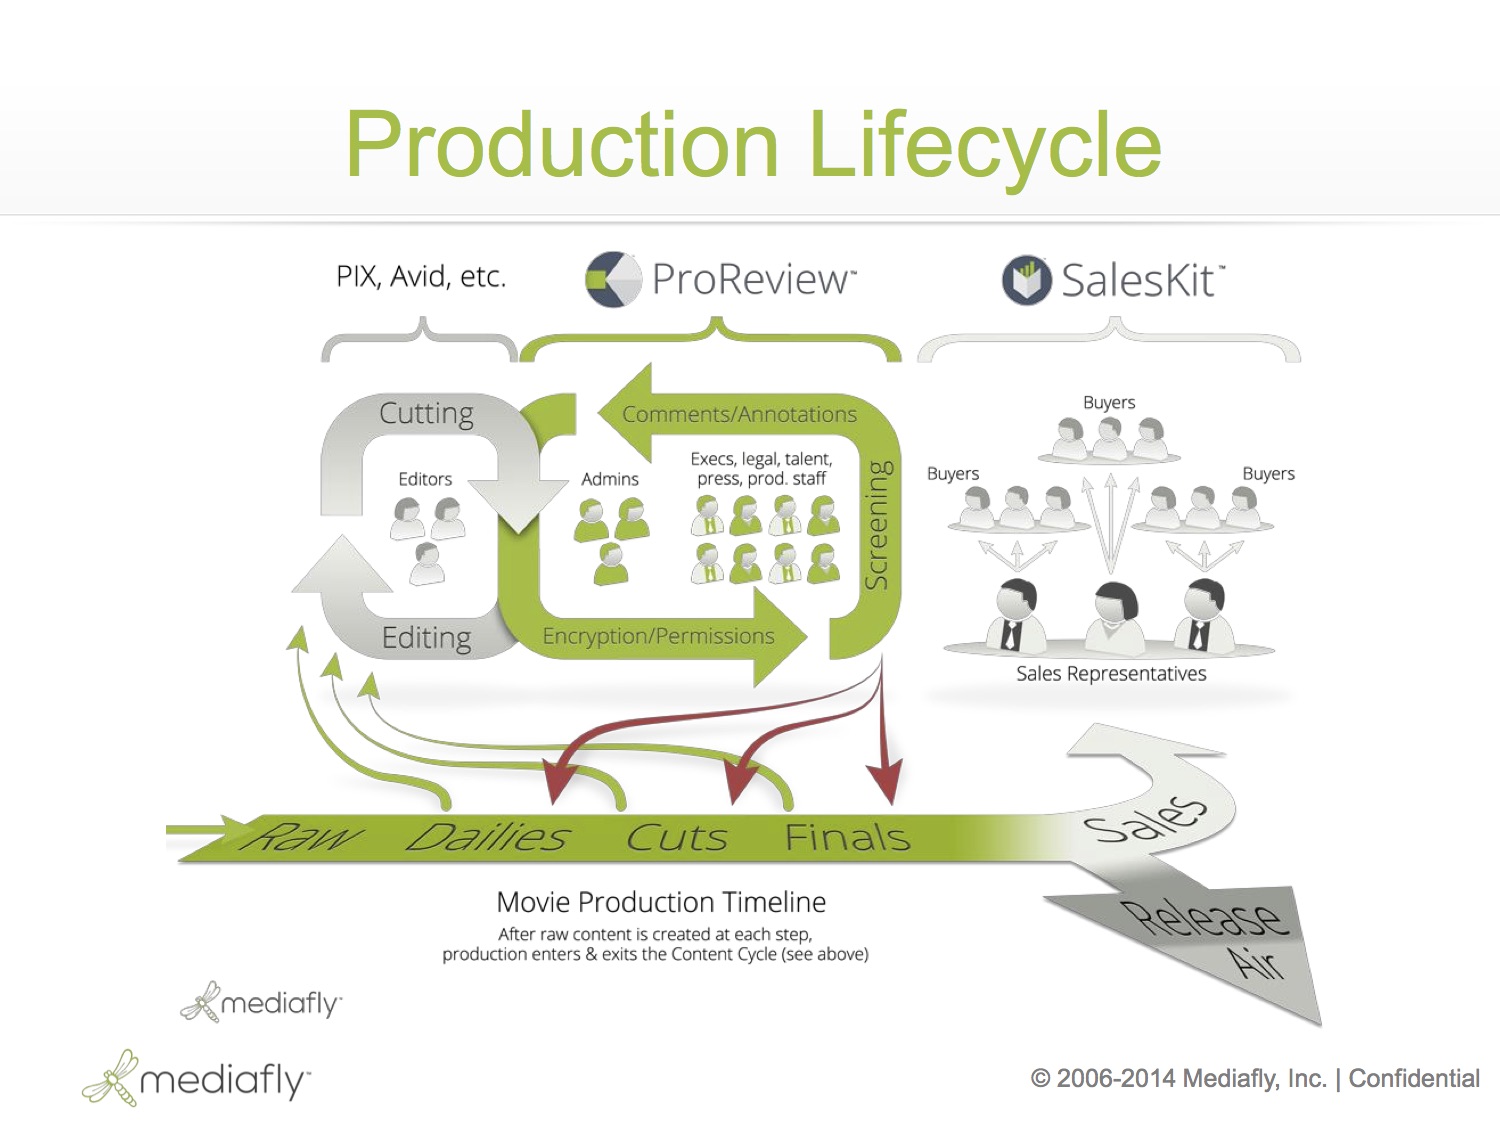 Production Lifecycle
PIX, Avid, etc.
ProReview™
SalesKit™
Cutting
Comments/Annotations
Buyers
Editors
Admins
Execs, legal, talent,
press, prod. staff
Screening
Buyers
Buyers
Editing
Encryption/Permissions
Sales Representatives
Raw Dailies Cuts Finals
Sales
Release
Air
Movie Production Timeline
After raw content is created at each step,
production enters & exits the Content Cycle (see above)
mediafly™
mediafly™
© 2006-2014 Mediafly, Inc. | Confidential